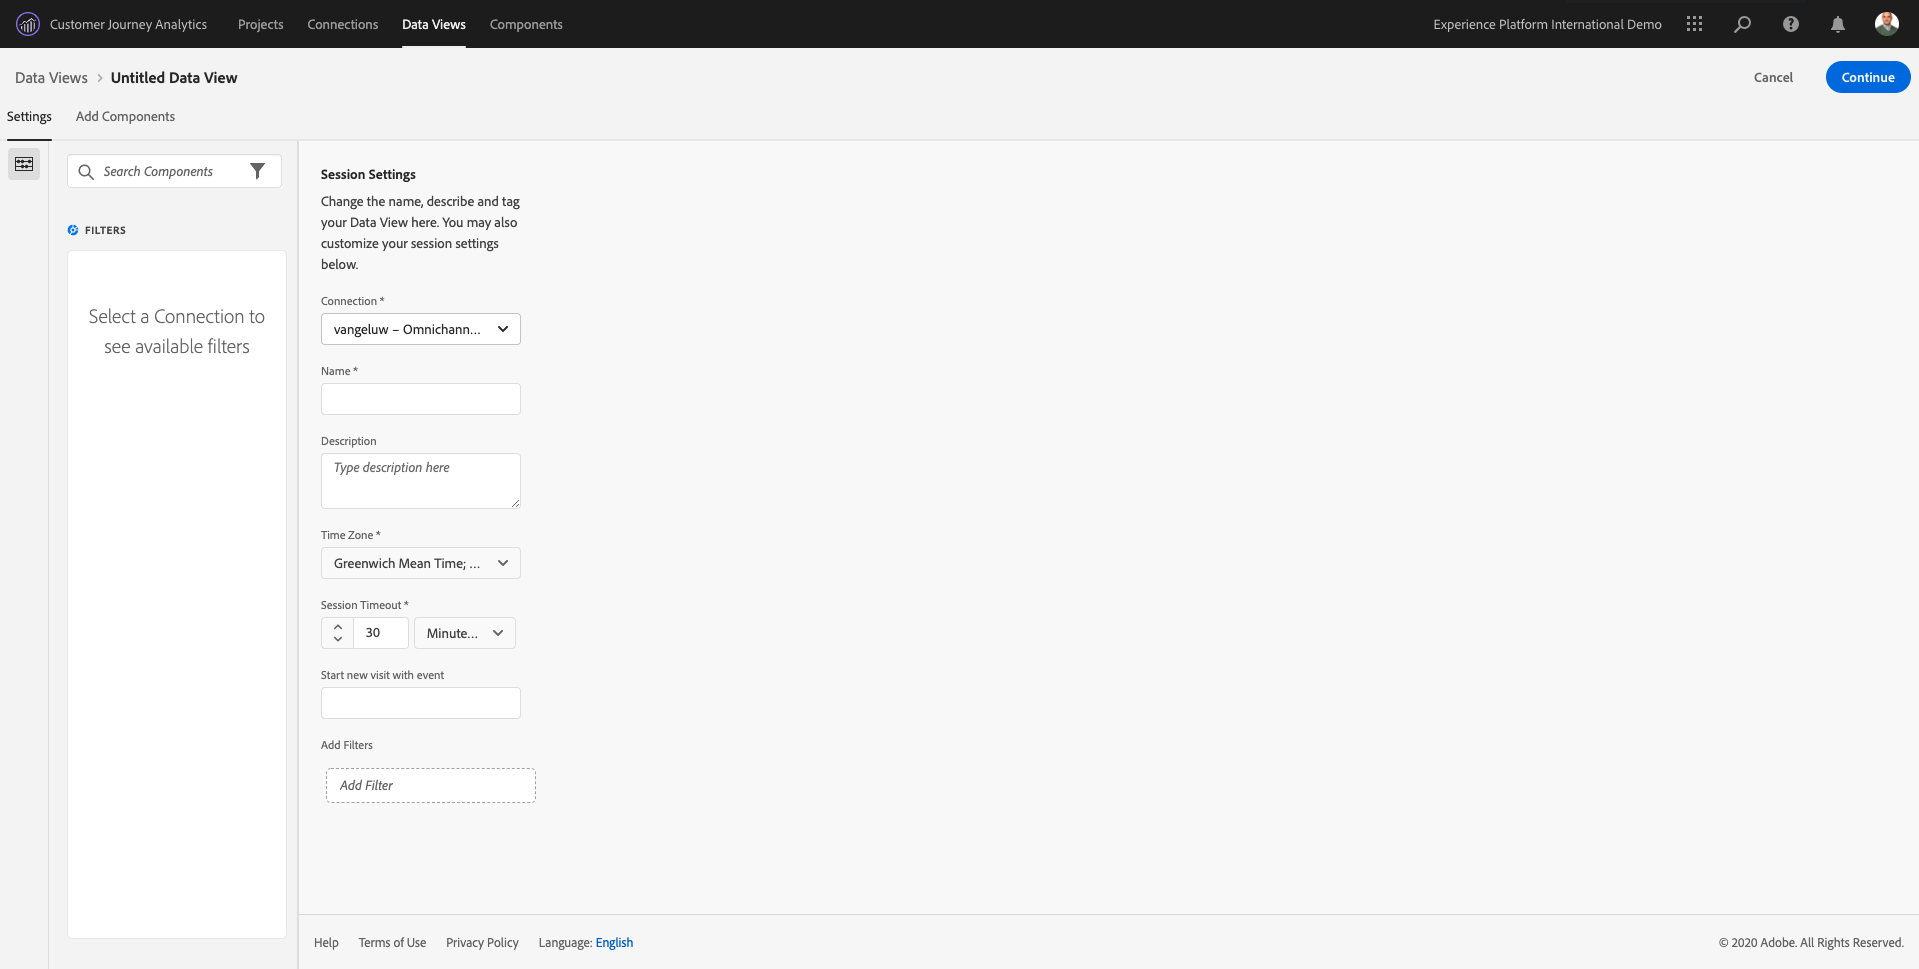 Customer Journey Analytics
Projects
Connections
Data Views
Components
Experience Platform International Demo
Data Views > Untitled Data View
Cancel
Continue
Settings
Add Components
Search Components
FILTERS
Select a Connection to
see available filters
Session Settings
Change the name, describe and tag
your Data View here. You may also
customize your session settings
below.
Connection *
vangeluw – Omnichann...
Name *
Description
Type description here
Time Zone *
Greenwich Mean Time; ...
Session Timeout *
30
Minute...
Start new visit with event
Add Filters
Add Filter
Help
Terms of Use
Privacy Policy
Language: English
© 2020 Adobe. All Rights Reserved.